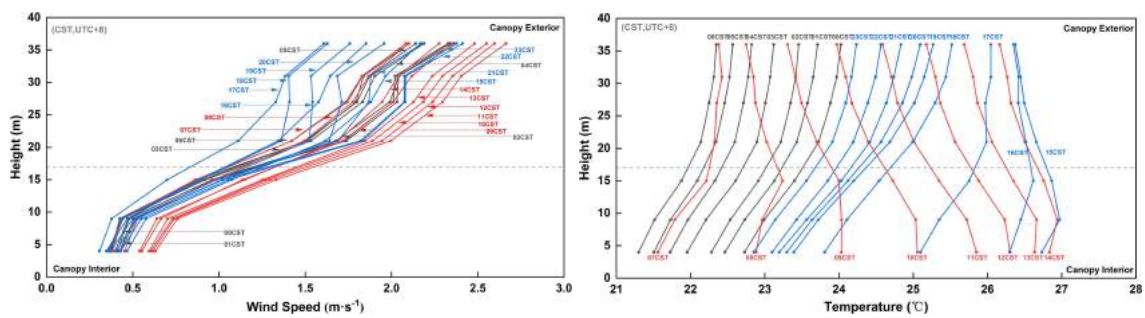 (CST,UTC+8)
Canopy Exterior
05CST
20CST
19CST
18CST
17CST
16CST
08CST
07CST
06CST
03CST
23CST
22CST
04CST
21CST
15CST
14CST
13CST
12CST
11CST
10CST
09CST
02CST
00CST
01CST
Canopy Interior
Height (m)
40
35
30
25
20
15
10
5
0
0.0 0.5 1.0 1.5 2.0 2.5 3.0
Wind Speed (m·s⁻¹)
(CST,UTC+8)
Canopy Exterior
17CST
16CST
15CST
07CST
08CST
09CST
10CST
11CST
12CST
13CST
14CST
Canopy Interior
Height (m)
40
35
30
25
20
15
10
5
0
21 22 23 24 25 26 27 28
Temperature (℃)